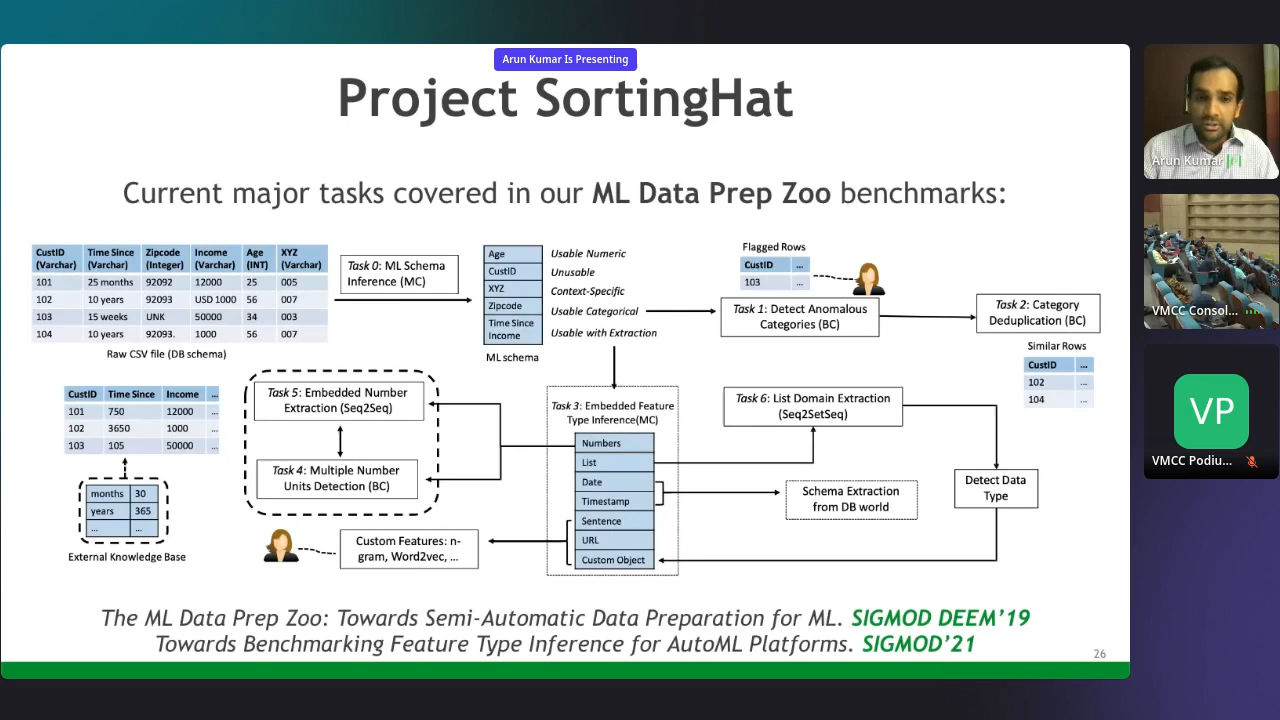 Arun Kumar Is Presenting
Project SortingHat
Current major tasks covered in our ML Data Prep Zoo benchmarks:
CustID (Varchar) Time Since (Varchar) Zipcode (Integer) Income (Varchar) Age (INT) XYZ (Varchar)
101 25 months 92092 12000 25 005
102 10 years 92093 USD 1000 56 007
103 15 weeks UNK 50000 34 003
104 10 years 92093. 1000 56 007
Raw CSV file (DB schema)
Task 0: ML Schema
Inference (MC)
Age
CustID
XYZ
Zipcode
Time Since
Income
ML schema
Usable Numeric
Unusable
Context-Specific
Usable Categorical
Usable with Extraction
Flagged Rows
CustID ...
103 ...
Task 1: Detect Anomalous
Categories (BC)
Task 2: Category
Deduplication (BC)
Similar Rows
CustID ...
102 ...
104 ...
CustID Time Since Income ...
101 750 12000 ...
102 3650 1000 ...
103 105 50000 ...
months 30
years 365
... ...
External Knowledge Base
Task 5: Embedded Number
Extraction (Seq2Seq)
Task 4: Multiple Number
Units Detection (BC)
Custom Features: n-
gram, Word2vec, ...
Task 3: Embedded Feature
Type Inference(MC)
Numbers
List
Date
Timestamp
Sentence
URL
Custom Object
Task 6: List Domain Extraction
(Seq2SetSeq)
Schema Extraction
from DB world
Detect Data
Type
The ML Data Prep Zoo: Towards Semi-Automatic Data Preparation for ML. SIGMOD DEEM'19
Towards Benchmarking Feature Type Inference for AutoML Platforms. SIGMOD'21
26
Arun Kumar
VMCC Consol...
VP
VMCC Podiu...